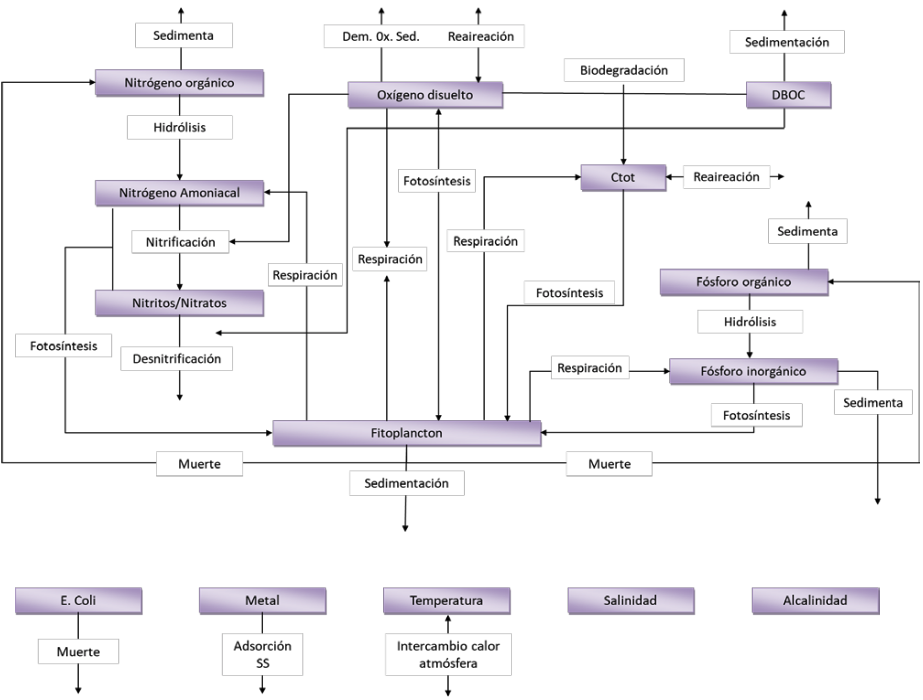 Sedimenta
Dem. 0x. Sed.
Reaireación
Sedimentación
Biodegradación
Nitrógeno orgánico
Oxígeno disuelto
DBOC
Hidrólisis
Fotosíntesis
Ctot
Reaireación
Nitrógeno Amoniacal
Nitrificación
Respiración
Respiración
Respiración
Sedimenta
Fósforo orgánico
Fotosíntesis
Nitritos/Nitratos
Hidrólisis
Fotosíntesis
Desnitrificación
Respiración
Fósforo inorgánico
Sedimenta
Fotosíntesis
Fitoplancton
Muerte
Muerte
Sedimentación
E. Coli
Metal
Temperatura
Salinidad
Alcalinidad
Muerte
Adsorción
SS
Intercambio calor
atmósfera